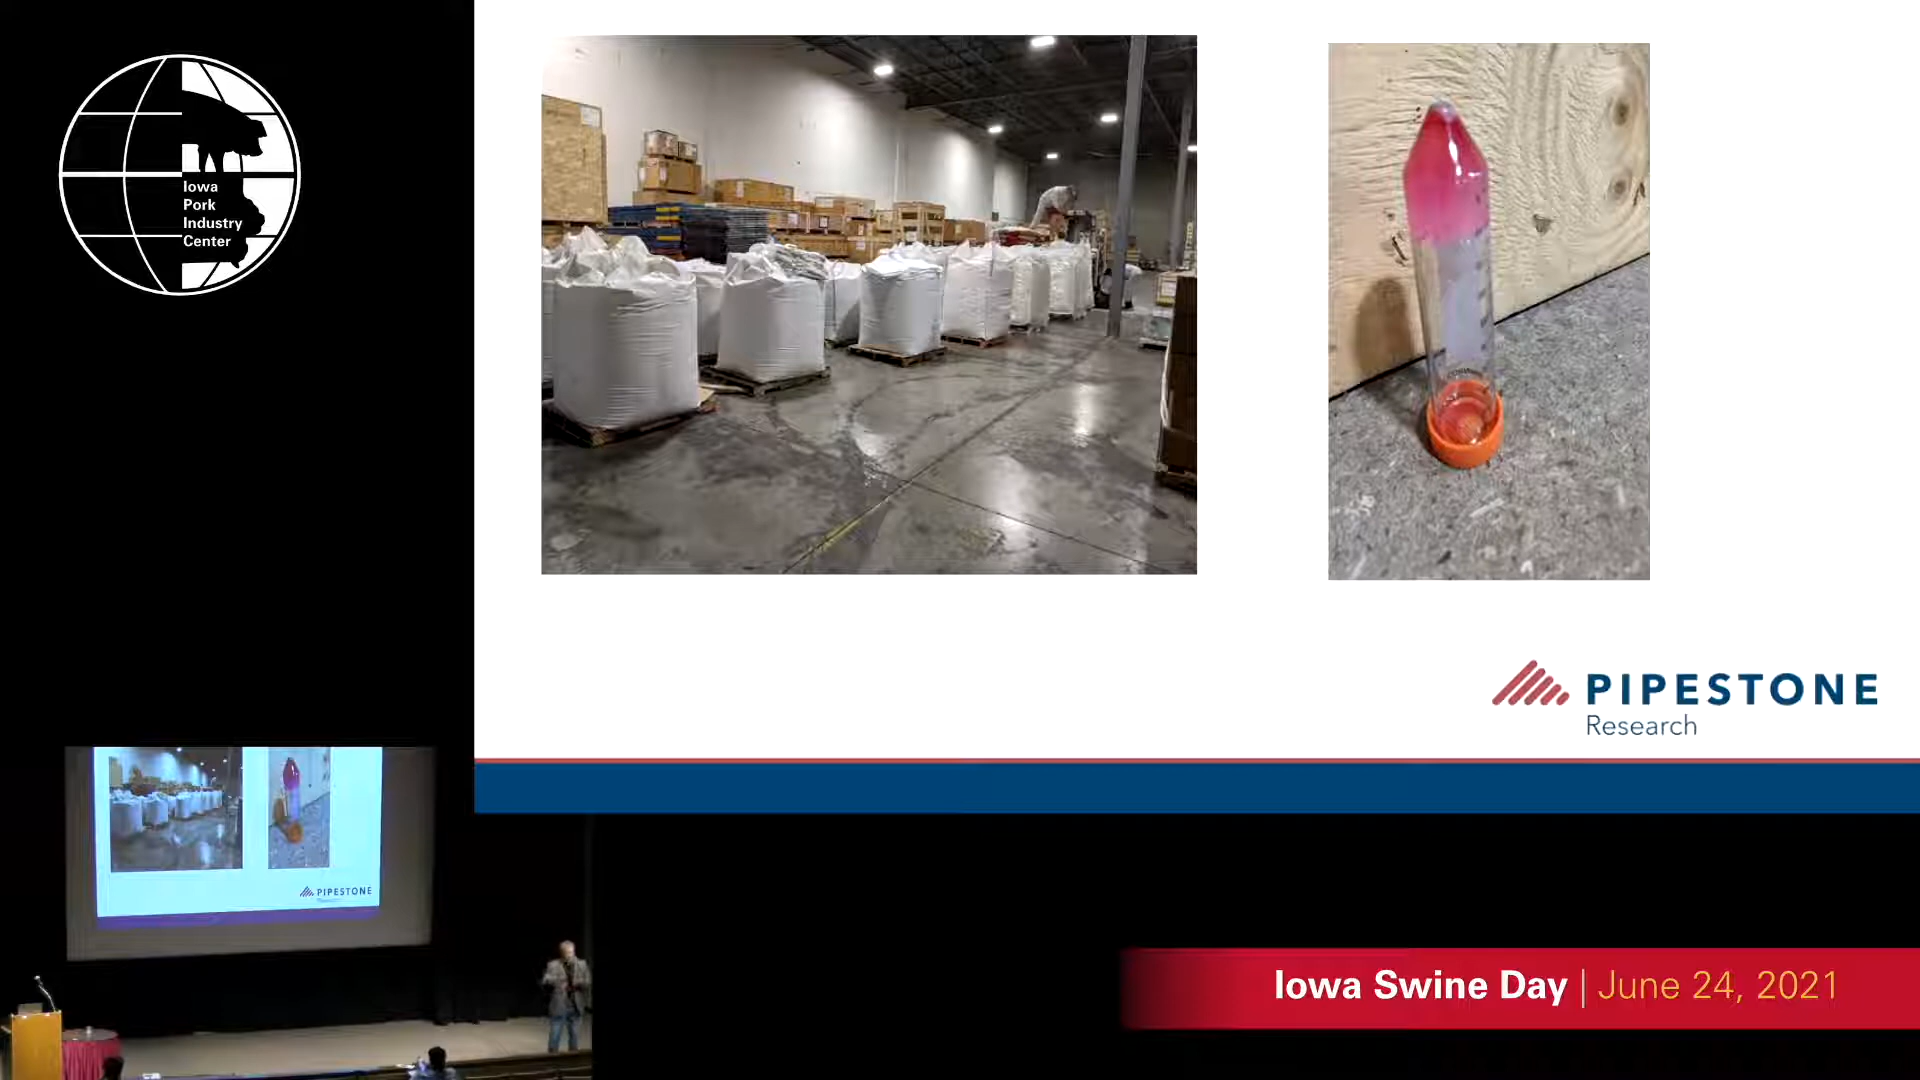 Iowa
Pork
Industry
Center
PIPESTONE
Research
PIPESTONE
Iowa Swine Day | June 24, 2021